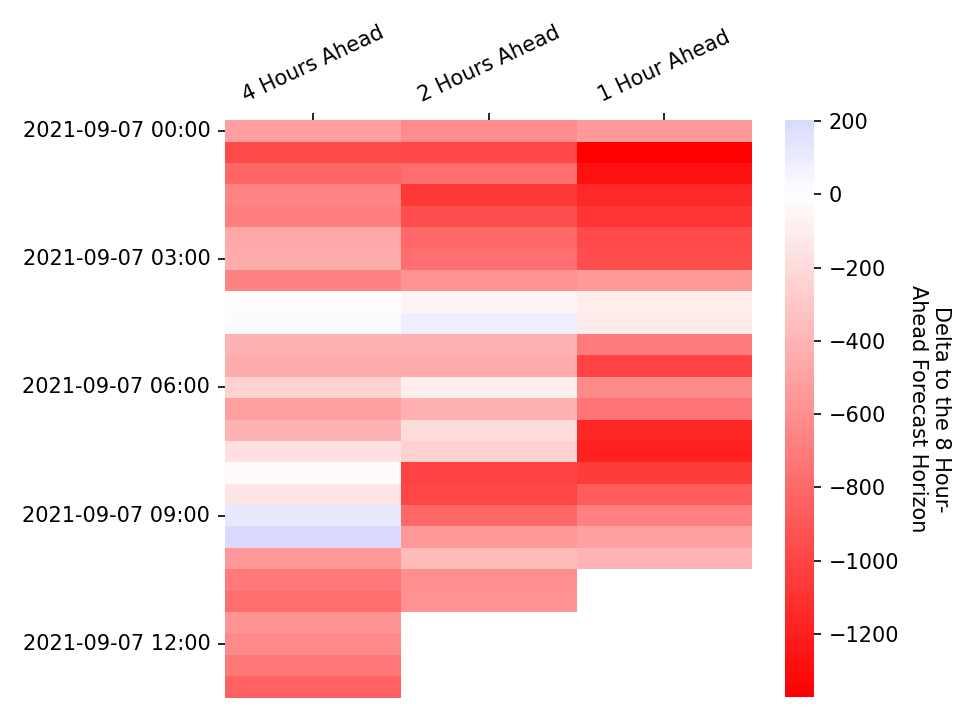 4 Hours Ahead
2 Hours Ahead
1 Hour Ahead
2021-09-07 00:00
2021-09-07 03:00
2021-09-07 06:00
2021-09-07 09:00
2021-09-07 12:00
200
0
−200
−400
−600
−800
−1000
−1200
Delta to the 8 Hour-
Ahead Forecast Horizon